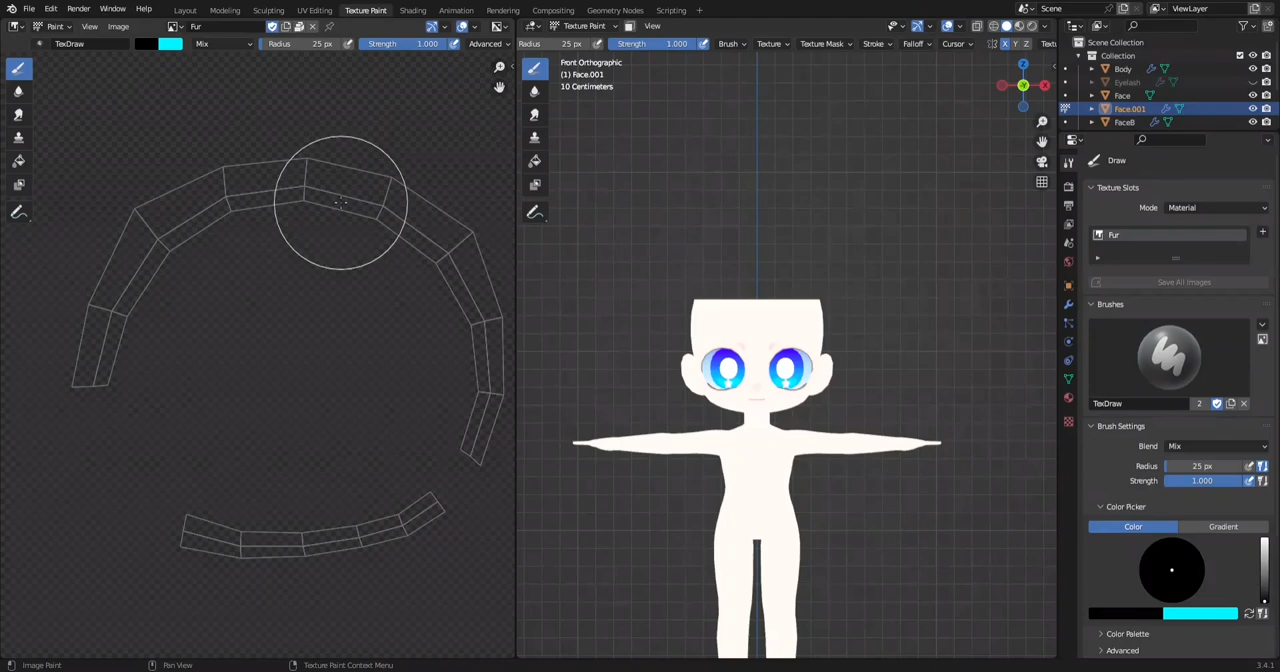 File Edit Render Window Help Layout Modeling Sculpting UV Editing Texture Paint Shading Animation Rendering Compositing Geometry Nodes Scripting + Scene ViewLayer
Paint View Image Fur Texture Paint View
TexDraw Mix Radius 25 px Strength 1.000 Advanced Radius 25 px Strength 1.000 Brush Texture Texture Mask Stroke Falloff Cursor X Y Z
Front Orthographic
(1) Face.001
10 Centimeters
Z
Y
X
Scene Collection
Collection
Body
Eyelash
Face
Face.001
FaceB
Draw
Texture Slots
Mode Material
Fur
Save All Images
Brushes
TexDraw 2
Brush Settings
Blend Mix
Radius 25 px
Strength 1.000
Color Picker
Color Gradient
Color Palette
Advanced
Image Paint Pan View Texture Paint Context Menu 3.4.1